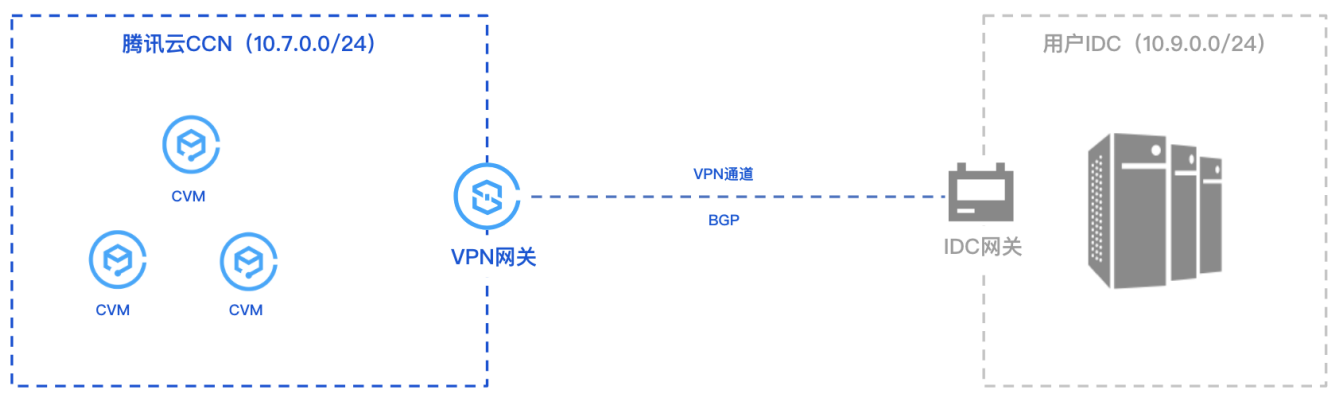 腾讯云CCN（10.7.0.0/24）
用户IDC（10.9.0.0/24）
CVM
VPN通道
BGP
VPN网关
IDC网关
CVM
CVM